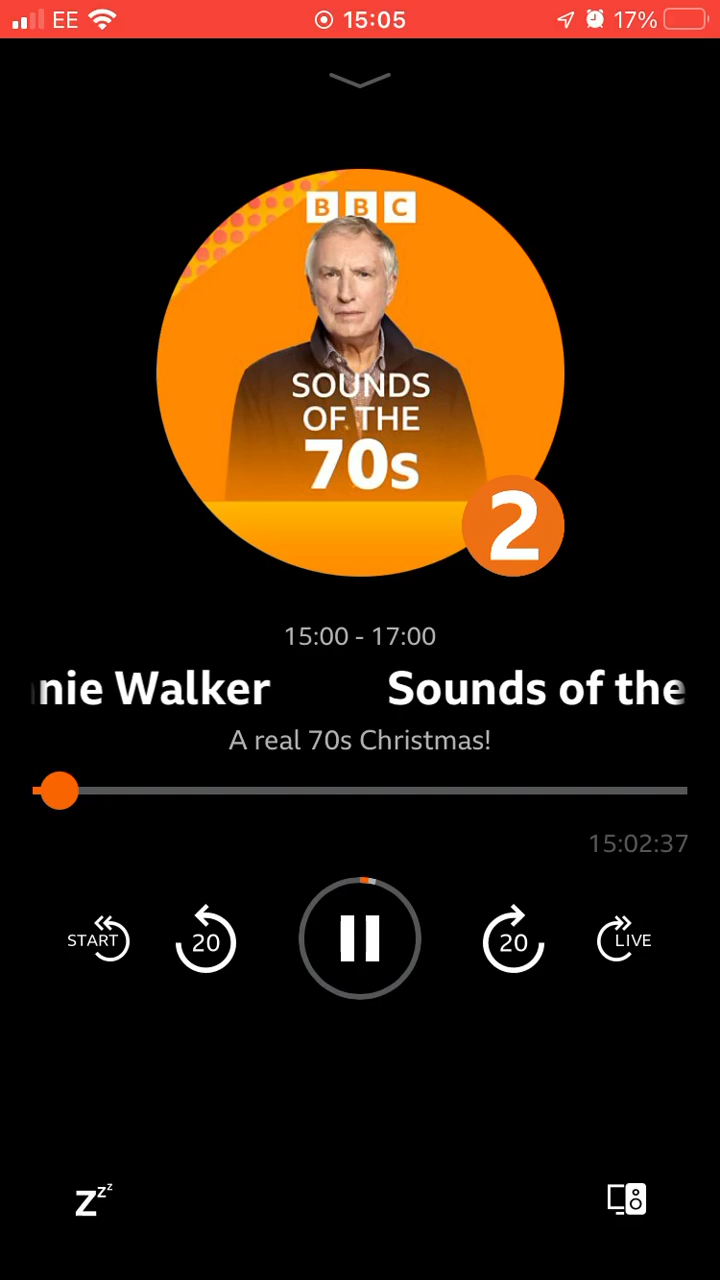 EE 15:05 17%
BBC
SOUNDS
OF THE
70s
2
15:00 - 17:00
nie Walker Sounds of the
A real 70s Christmas!
15:02:37
START 20 20 LIVE
Zzz